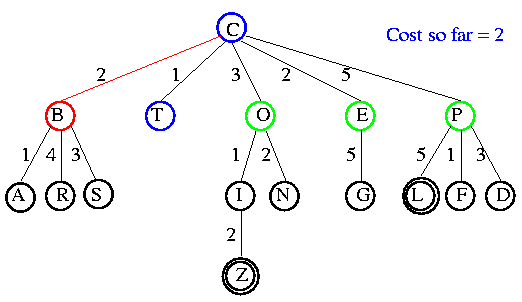 C
Cost so far = 2
2 1 3 2 5
B T O E P
1 4 3 1 2 5 5 1 3
A R S I N G L F D
2
Z